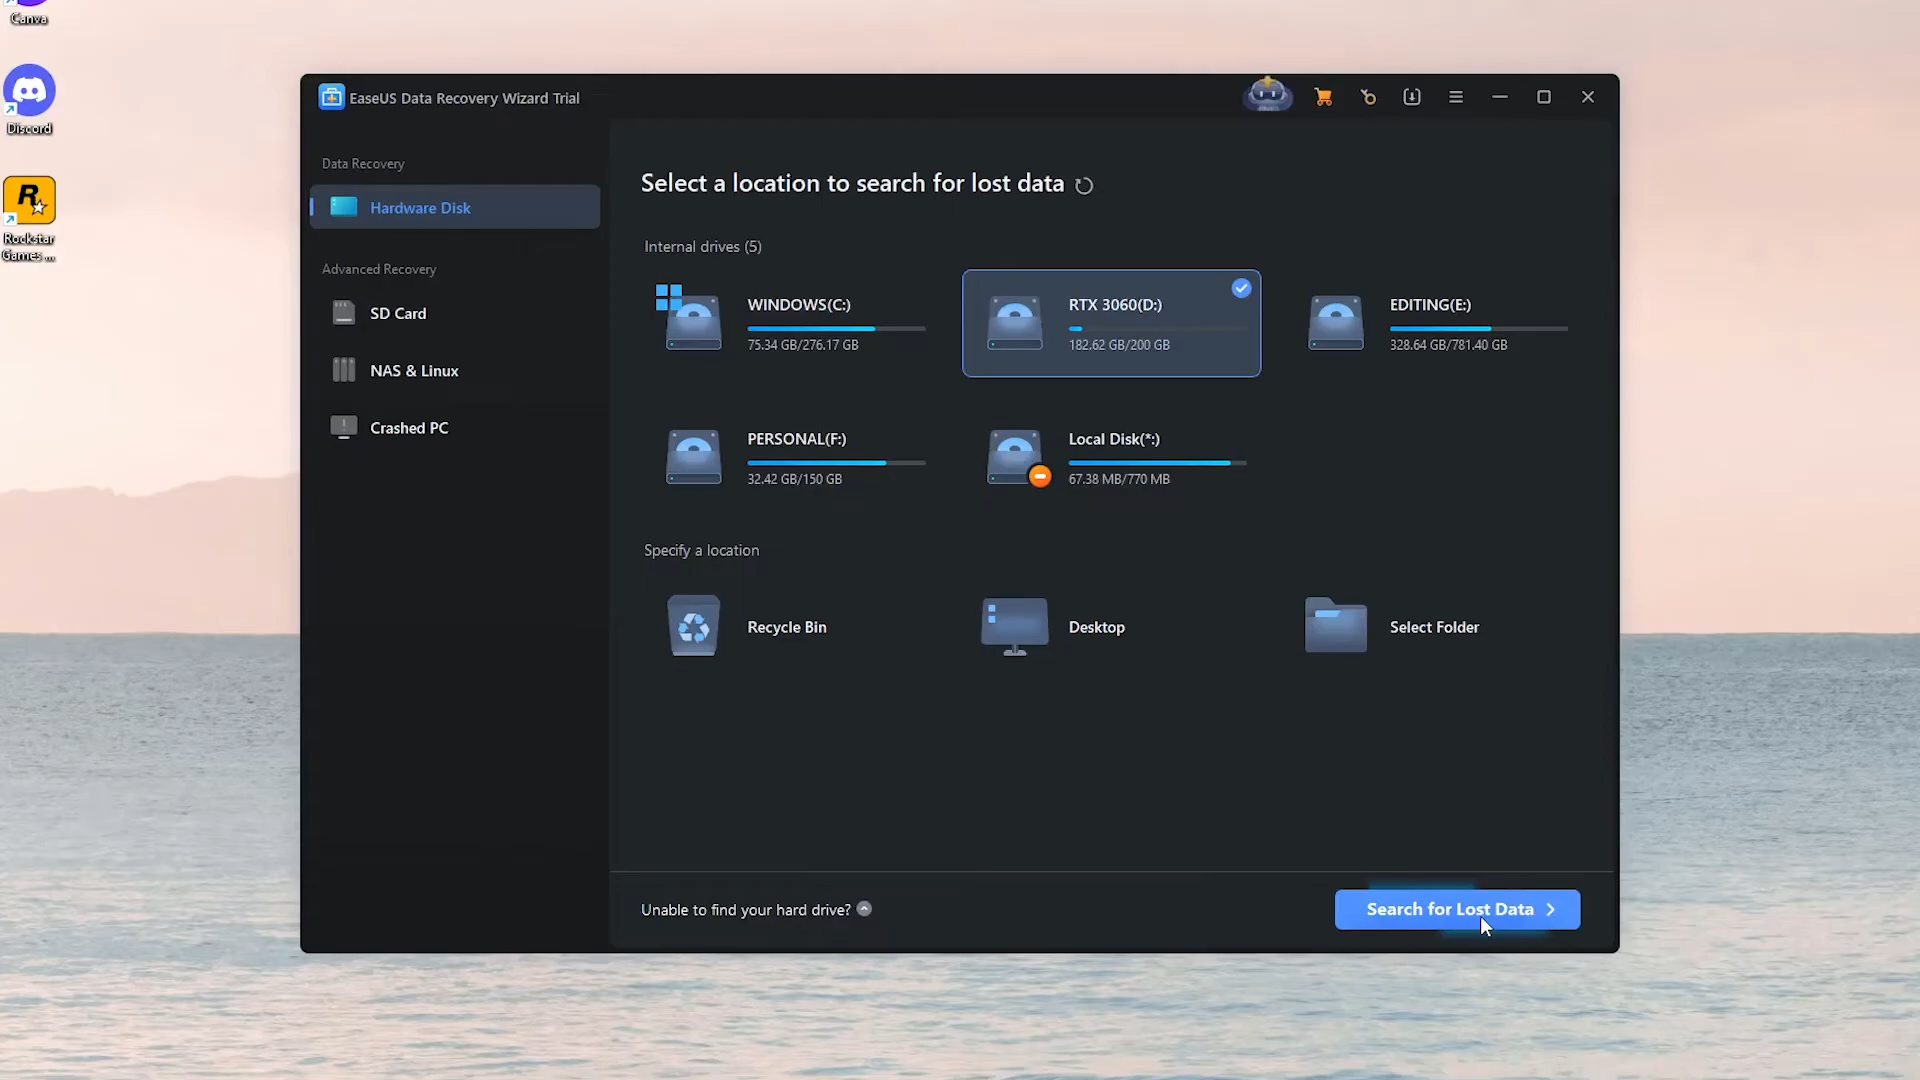 Canva
Discord
Rockstar
Games ...
EaseUS Data Recovery Wizard Trial
Data Recovery
Hardware Disk
Advanced Recovery
SD Card
NAS & Linux
Crashed PC
Select a location to search for lost data
Internal drives (5)
WINDOWS(C:)
75.34 GB/276.17 GB
RTX 3060(D:)
182.62 GB/200 GB
EDITING(E:)
328.64 GB/781.40 GB
PERSONAL(F:)
32.42 GB/150 GB
Local Disk(*:)
67.38 MB/770 MB
Specify a location
Recycle Bin
Desktop
Select Folder
Unable to find your hard drive?
Search for Lost Data